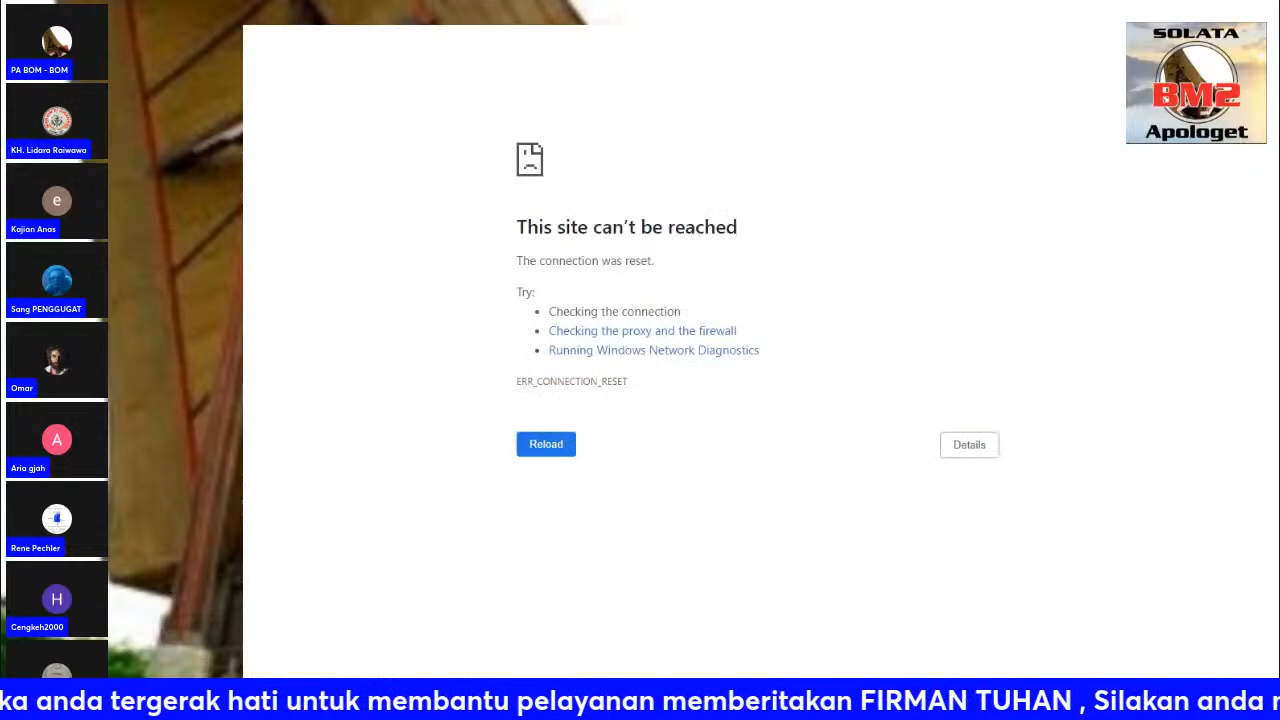 PA BOM - BOM
KH. Lidara Raiwawa
e
Kajian Anas
Sang PENGGUGAT
Omar
A
Aria gjah
Rene Pechler
H
Cengkeh2000
This site can’t be reached
The connection was reset.
Try:
Checking the connection
Checking the proxy and the firewall
Running Windows Network Diagnostics
ERR_CONNECTION_RESET
Reload
Details
SOLATA
BM2
Apologet
ka anda tergerak hati untuk membantu pelayanan memberitakan FIRMAN TUHAN , Silakan anda